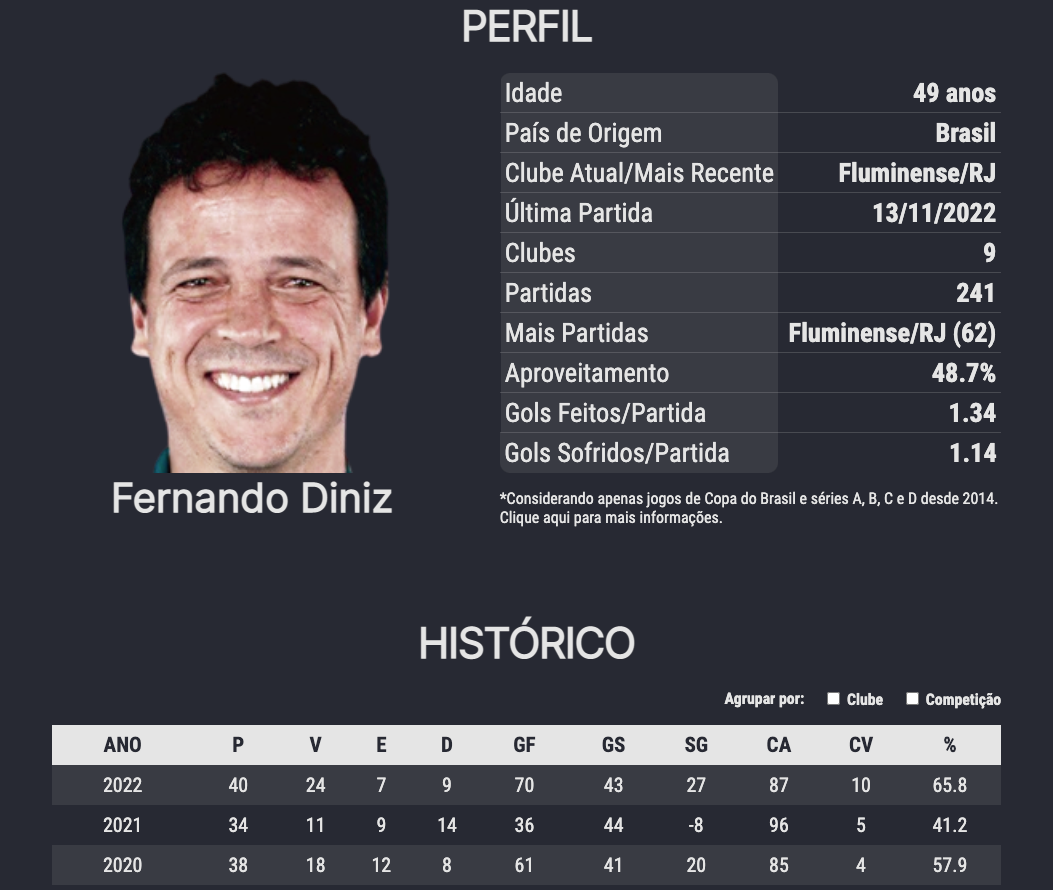 PERFIL
Idade 49 anos
País de Origem Brasil
Clube Atual/Mais Recente Fluminense/RJ
Última Partida 13/11/2022
Clubes 9
Partidas 241
Mais Partidas Fluminense/RJ (62)
Aproveitamento 48.7%
Gols Feitos/Partida 1.34
Gols Sofridos/Partida 1.14
Fernando Diniz
*Considerando apenas jogos de Copa do Brasil e séries A, B, C e D desde 2014.
Clique aqui para mais informações.
HISTÓRICO
Agrupar por: Clube Competição
ANO P V E D GF GS SG CA CV %
2022 40 24 7 9 70 43 27 87 10 65.8
2021 34 11 9 14 36 44 -8 96 5 41.2
2020 38 18 12 8 61 41 20 85 4 57.9